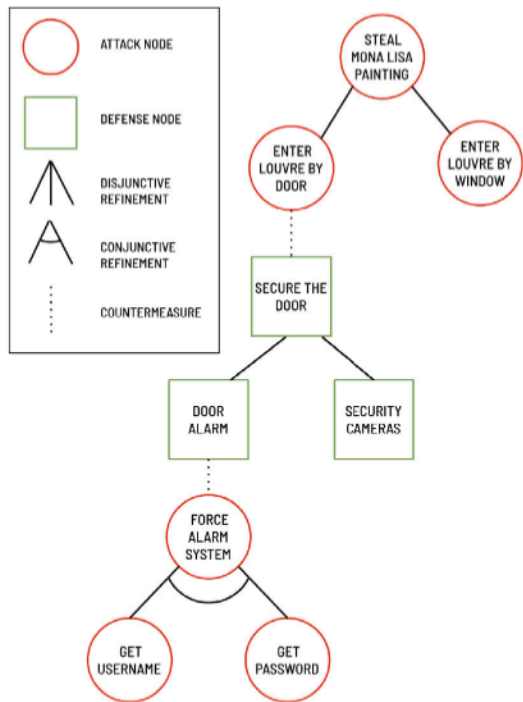 ATTACK NODE
DEFENSE NODE
DISJUNCTIVE
REFINEMENT
CONJUNCTIVE
REFINEMENT
COUNTERMEASURE
STEAL
MONA LISA
PAINTING
ENTER
LOUVRE BY
DOOR
ENTER
LOUVRE BY
WINDOW
SECURE THE
DOOR
DOOR
ALARM
SECURITY
CAMERAS
FORCE
ALARM
SYSTEM
GET
USERNAME
GET
PASSWORD